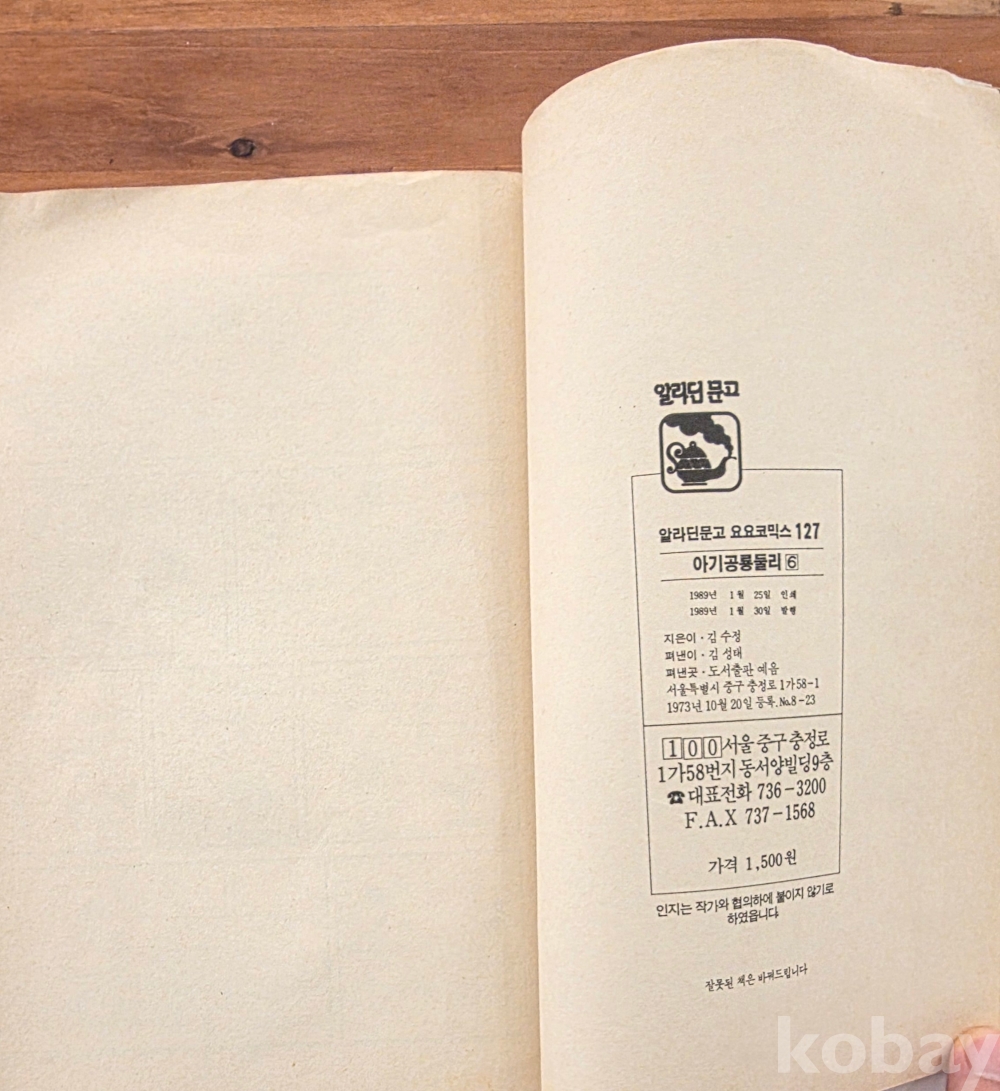 알라딘 문고
알라딘문고 요요코믹스 127
아기공룡둘리 6
1989년 1월 25일 인쇄
1989년 1월 30일 발행
지은이 · 김 수정
펴낸이 · 김 성태
펴낸곳 · 도서출판 예음
서울특별시 중구 충정로 1가 58-1
1973년 10월 20일 등록. No.8-23
100 서울 중구 충정로
1가58번지 동서양빌딩9층
☎ 대표전화 736-3200
F.A.X 737-1568
가격 1,500원
인지는 작가와 협의하에 붙이지 않기로
하였읍니다
잘못된 책은 바꿔드립니다
kobay